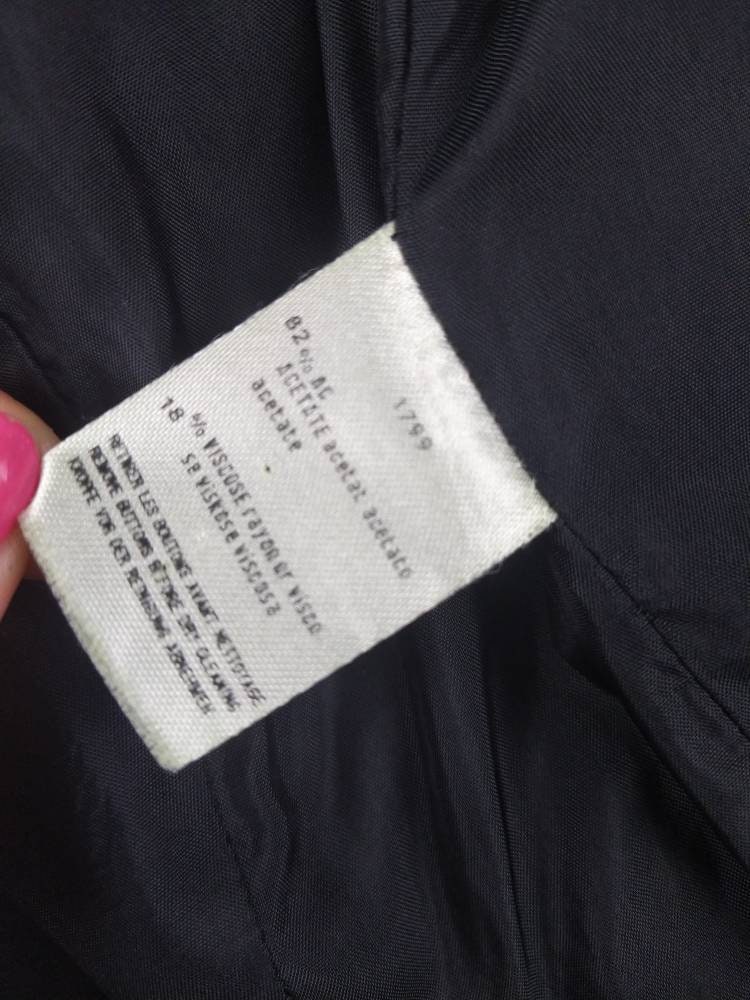 1799
82 % AC
ACETATE acetat acetato
acetate
18 % VISCOSE rayon or visco
se viskose viscosa
RETIRER LES BOUTONS AVANT NETTOYAGE
REMOVE BUTTONS BEFORE DRY CLEANING
KNÖPFE VOR DER REINIGUNG ABNEHMEN